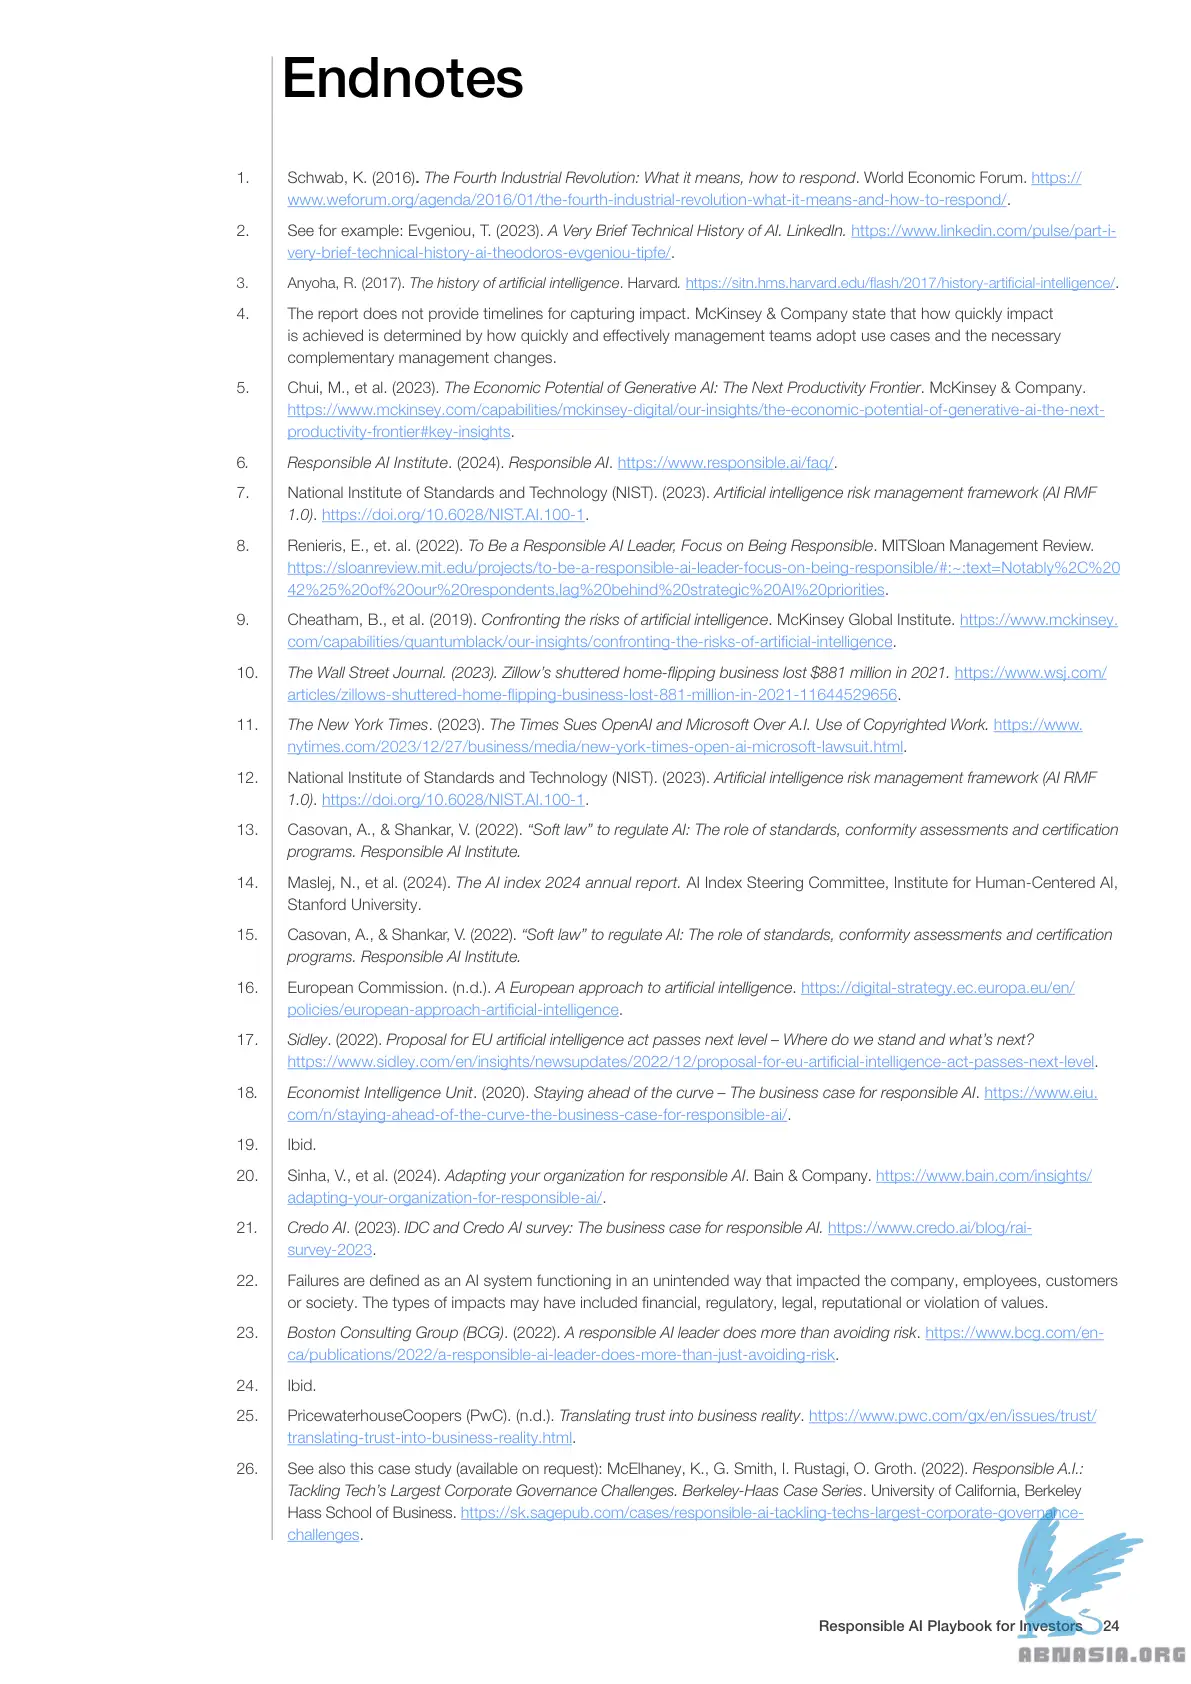 Endnotes
1. Schwab, K. (2016). The Fourth Industrial Revolution: What it means, how to respond. World Economic Forum. https://
www.weforum.org/agenda/2016/01/the-fourth-industrial-revolution-what-it-means-and-how-to-respond/.
2. See for example: Evgeniou, T. (2023). A Very Brief Technical History of AI. LinkedIn. https://www.linkedin.com/pulse/part-i-
very-brief-technical-history-ai-theodoros-evgeniou-tipfe/.
3. Anyoha, R. (2017). The history of artificial intelligence. Harvard. https://sitn.hms.harvard.edu/flash/2017/history-artificial-intelligence/.
4. The report does not provide timelines for capturing impact. McKinsey & Company state that how quickly impact
is achieved is determined by how quickly and effectively management teams adopt use cases and the necessary
complementary management changes.
5. Chui, M., et al. (2023). The Economic Potential of Generative AI: The Next Productivity Frontier. McKinsey & Company.
https://www.mckinsey.com/capabilities/mckinsey-digital/our-insights/the-economic-potential-of-generative-ai-the-next-
productivity-frontier#key-insights.
6. Responsible AI Institute. (2024). Responsible AI. https://www.responsible.ai/faq/.
7. National Institute of Standards and Technology (NIST). (2023). Artificial intelligence risk management framework (AI RMF
1.0). https://doi.org/10.6028/NIST.AI.100-1.
8. Renieris, E., et. al. (2022). To Be a Responsible AI Leader, Focus on Being Responsible. MITSloan Management Review.
https://sloanreview.mit.edu/projects/to-be-a-responsible-ai-leader-focus-on-being-responsible/#:~:text=Notably%2C%20
42%25%20of%20our%20respondents,lag%20behind%20strategic%20AI%20priorities.
9. Cheatham, B., et al. (2019). Confronting the risks of artificial intelligence. McKinsey Global Institute. https://www.mckinsey.
com/capabilities/quantumblack/our-insights/confronting-the-risks-of-artificial-intelligence.
10. The Wall Street Journal. (2023). Zillow’s shuttered home-flipping business lost $881 million in 2021. https://www.wsj.com/
articles/zillows-shuttered-home-flipping-business-lost-881-million-in-2021-11644529656.
11. The New York Times. (2023). The Times Sues OpenAI and Microsoft Over A.I. Use of Copyrighted Work. https://www.
nytimes.com/2023/12/27/business/media/new-york-times-open-ai-microsoft-lawsuit.html.
12. National Institute of Standards and Technology (NIST). (2023). Artificial intelligence risk management framework (AI RMF
1.0). https://doi.org/10.6028/NIST.AI.100-1.
13. Casovan, A., & Shankar, V. (2022). “Soft law” to regulate AI: The role of standards, conformity assessments and certification
programs. Responsible AI Institute.
14. Maslej, N., et al. (2024). The AI index 2024 annual report. AI Index Steering Committee, Institute for Human-Centered AI,
Stanford University.
15. Casovan, A., & Shankar, V. (2022). “Soft law” to regulate AI: The role of standards, conformity assessments and certification
programs. Responsible AI Institute.
16. European Commission. (n.d.). A European approach to artificial intelligence. https://digital-strategy.ec.europa.eu/en/
policies/european-approach-artificial-intelligence.
17. Sidley. (2022). Proposal for EU artificial intelligence act passes next level – Where do we stand and what’s next?
https://www.sidley.com/en/insights/newsupdates/2022/12/proposal-for-eu-artificial-intelligence-act-passes-next-level.
18. Economist Intelligence Unit. (2020). Staying ahead of the curve – The business case for responsible AI. https://www.eiu.
com/n/staying-ahead-of-the-curve-the-business-case-for-responsible-ai/.
19. Ibid.
20. Sinha, V., et al. (2024). Adapting your organization for responsible AI. Bain & Company. https://www.bain.com/insights/
adapting-your-organization-for-responsible-ai/.
21. Credo AI. (2023). IDC and Credo AI survey: The business case for responsible AI. https://www.credo.ai/blog/rai-
survey-2023.
22. Failures are defined as an AI system functioning in an unintended way that impacted the company, employees, customers
or society. The types of impacts may have included financial, regulatory, legal, reputational or violation of values.
23. Boston Consulting Group (BCG). (2022). A responsible AI leader does more than avoiding risk. https://www.bcg.com/en-
ca/publications/2022/a-responsible-ai-leader-does-more-than-just-avoiding-risk.
24. Ibid.
25. PricewaterhouseCoopers (PwC). (n.d.). Translating trust into business reality. https://www.pwc.com/gx/en/issues/trust/
translating-trust-into-business-reality.html.
26. See also this case study (available on request): McElhaney, K., G. Smith, I. Rustagi, O. Groth. (2022). Responsible A.I.:
Tackling Tech’s Largest Corporate Governance Challenges. Berkeley-Haas Case Series. University of California, Berkeley
Hass School of Business. https://sk.sagepub.com/cases/responsible-ai-tackling-techs-largest-corporate-governance-
challenges.
Responsible AI Playbook for Investors 24
ABNASIA.ORG